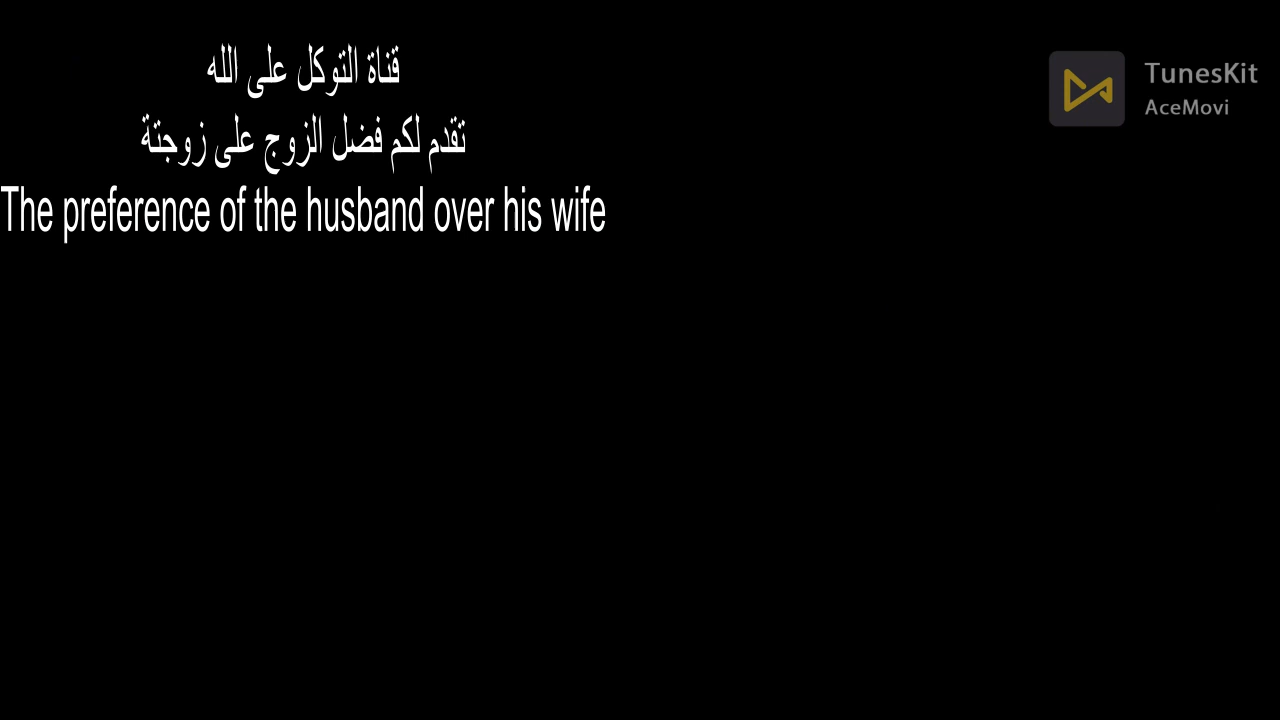 قناة التوكل على الله
تقدم لكم فضل الزوج على زوجتة
The preference of the husband over his wife
TunesKit
AceMovi